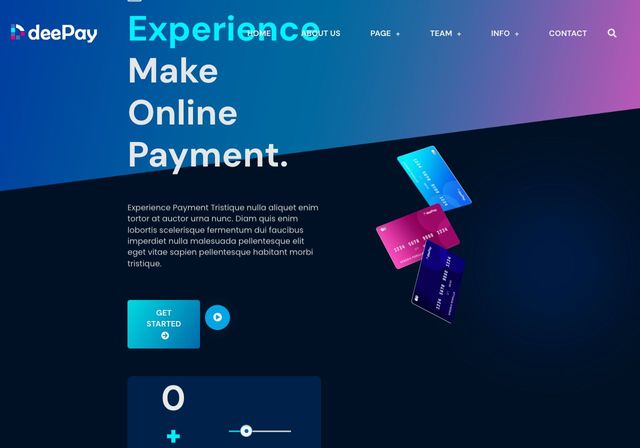 deePay
HOME
ABOUT US
PAGE +
TEAM +
INFO +
CONTACT
Experience
Make
Online
Payment.
Experience Payment Tristique nulla aliquet enim
tortor at auctor urna nunc. Diam quis enim
lobortis scelerisque fermentum dui faucibus
imperdiet nulla malesuada pellentesque elit
eget vitae sapien pellentesque habitant morbi
tristique.
GET
STARTED
0
+